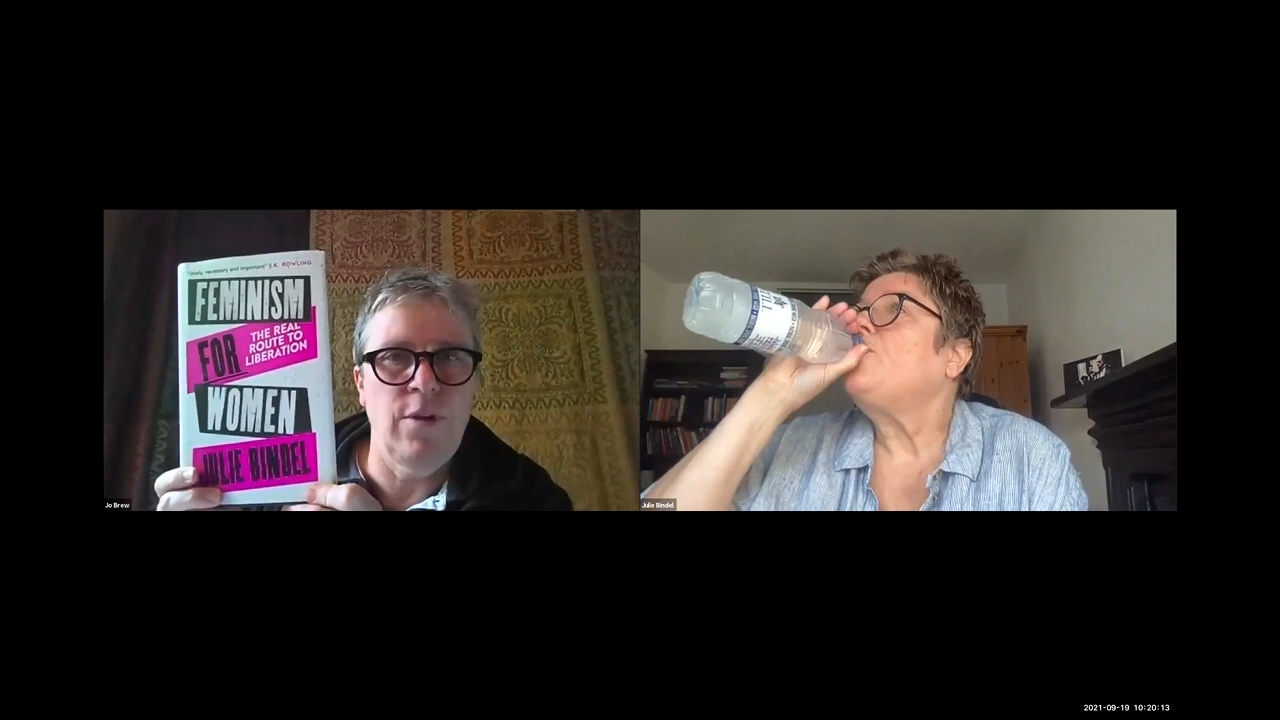 "Timely, necessary and important" J.K. ROWLING
FEMINISM
FOR
THE REAL
ROUTE TO
LIBERATION
WOMEN
JULIE BINDEL
Jo Brew
Julie Bindel
2021-09-19 10:20:13